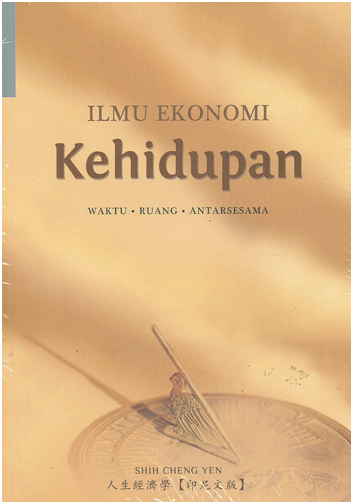 ILMU EKONOMI
Kehidupan
WAKTU • RUANG • ANTARSESAMA
SHIH CHENG YEN
人生經濟學【印尼文版】